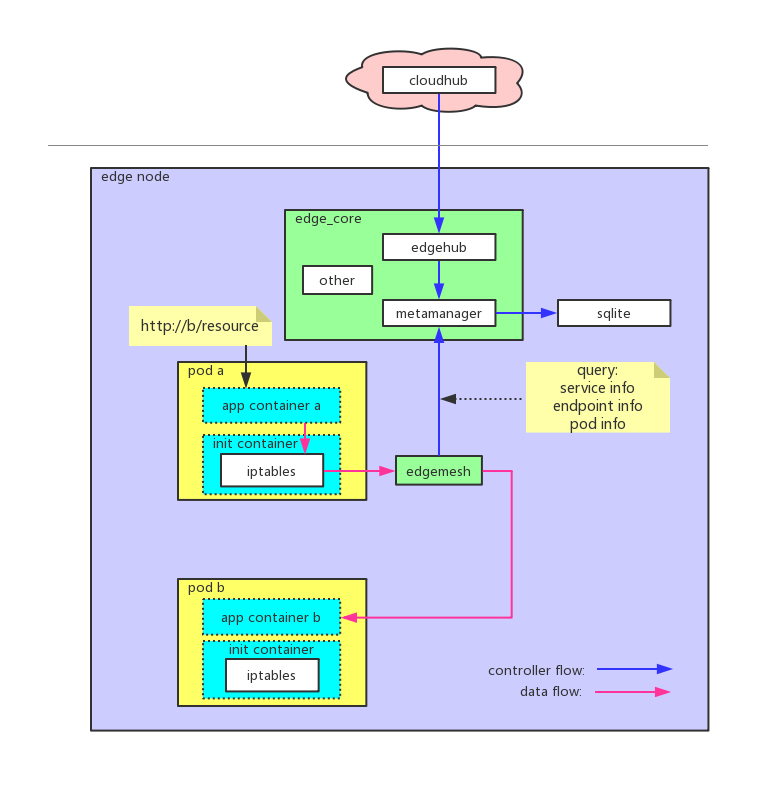 cloudhub
edge node
edge_core
edgehub
other
metamanager
sqlite
http://b/resource
pod a
app container a
init container
iptables
edgemesh
query:
service info
endpoint info
pod info
pod b
app container b
init container
iptables
controller flow:
data flow: